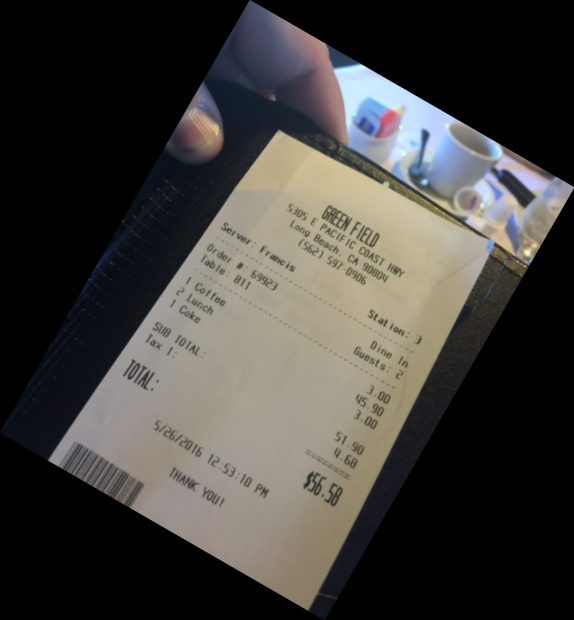 GREEN FIELD
5305 E PACIFIC COAST HWY
Long Beach, CA 90804
(562) 597-0906
Server: Francis Station: 3
Order #: 69923 Dine In
Table: B11 Guests: 2
1 Coffee 3.00
2 Lunch 45.90
1 Coke 3.00
SUB TOTAL: 51.90
Tax 1: 4.68
========
TOTAL: $56.58
5/26/2016 12:53:10 PM
THANK YOU!